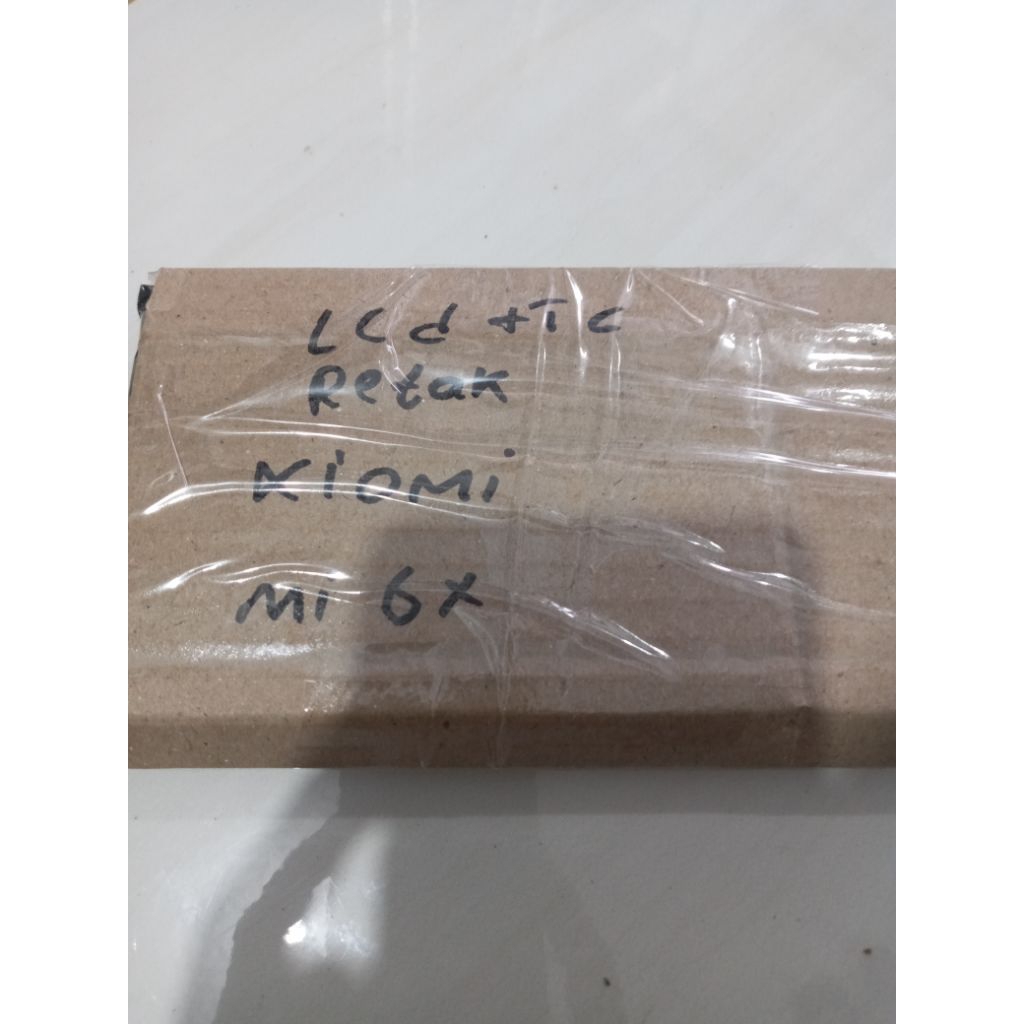 LCd +TC
Retak
KiOMi
Mi 6X